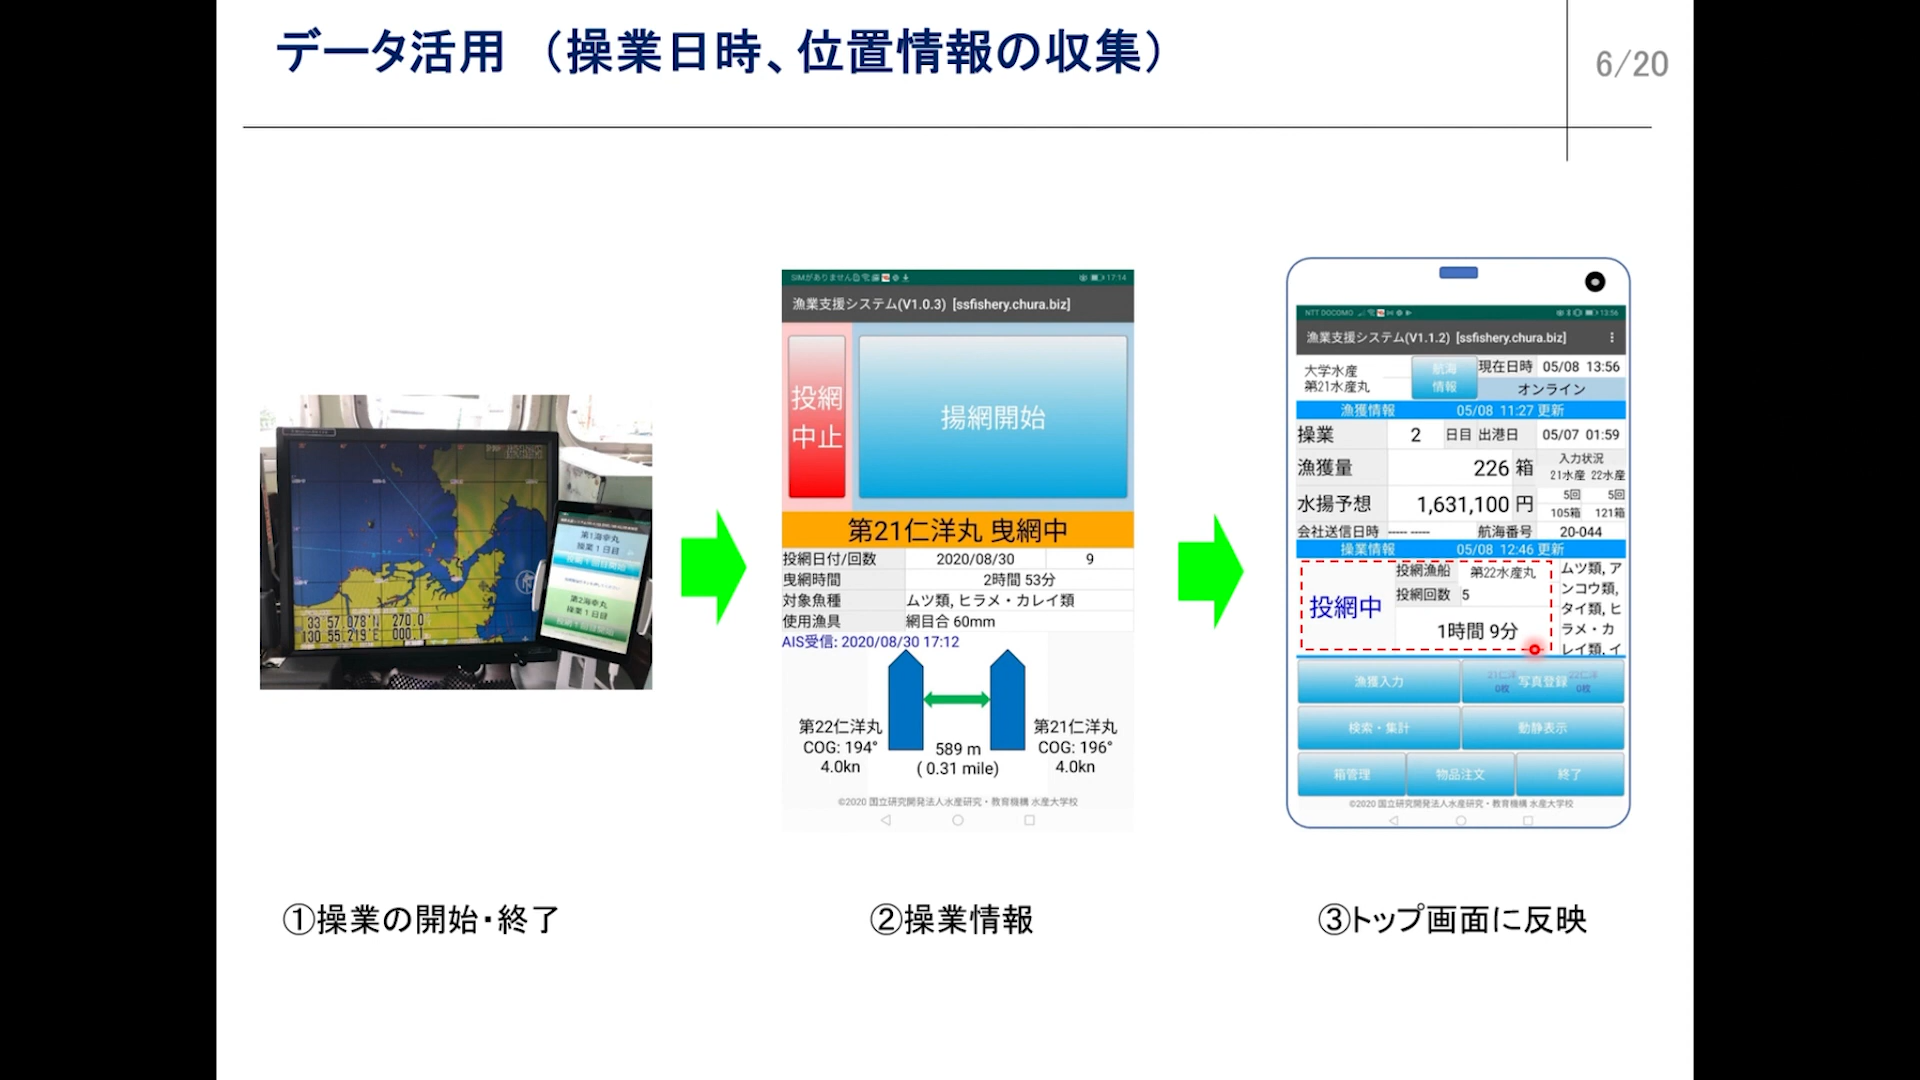 データ活用 （操業日時、位置情報の収集）
6/20
33°57.078'N 270.0
130°55.219'E 000.1
第1海幸丸
操業1日目
第2海幸丸
操業1日目
①操業の開始・終了
SIMがありません
17:14
漁業支援システム(V1.0.3) [ssfishery.chura.biz]
投網
中止
揚網開始
第21仁洋丸 曳網中
投網日付/回数 2020/08/30 9
曳網時間 2時間 53分
対象魚種 ムツ類, ヒラメ・カレイ類
使用漁具 網目合 60mm
AIS受信: 2020/08/30 17:12
第22仁洋丸
COG: 194°
4.0kn
589 m
( 0.31 mile)
第21仁洋丸
COG: 196°
4.0kn
©2020 国立研究開発法人水産研究・教育機構 水産大学校
②操業情報
NTT DOCOMO
13:56
漁業支援システム(V1.1.2) [ssfishery.chura.biz]
大学水産
第21水産丸
航海
情報
現在日時 05/08 13:56
オンライン
漁獲情報 05/08 11:27 更新
操業 2 日目 出港日 05/07 01:59
漁獲量 226 箱
入力状況
21水産 22水産
水揚予想 1,631,100 円
5回 5回
105箱 121箱
会社送信日時 ----- ----- 航海番号 20-044
操業情報 05/08 12:46 更新
投網中
投網漁船 第22水産丸
投網回数 5
1時間 9分
ムツ類, ア
ンコウ類,
タイ類, ヒ
ラメ・カ
レイ類, イ
漁獲入力
21仁洋
0枚
写真登録
22仁洋
0枚
検索・集計
動静表示
箱管理
物品注文
終了
©2020 国立研究開発法人水産研究・教育機構 水産大学校
③トップ画面に反映